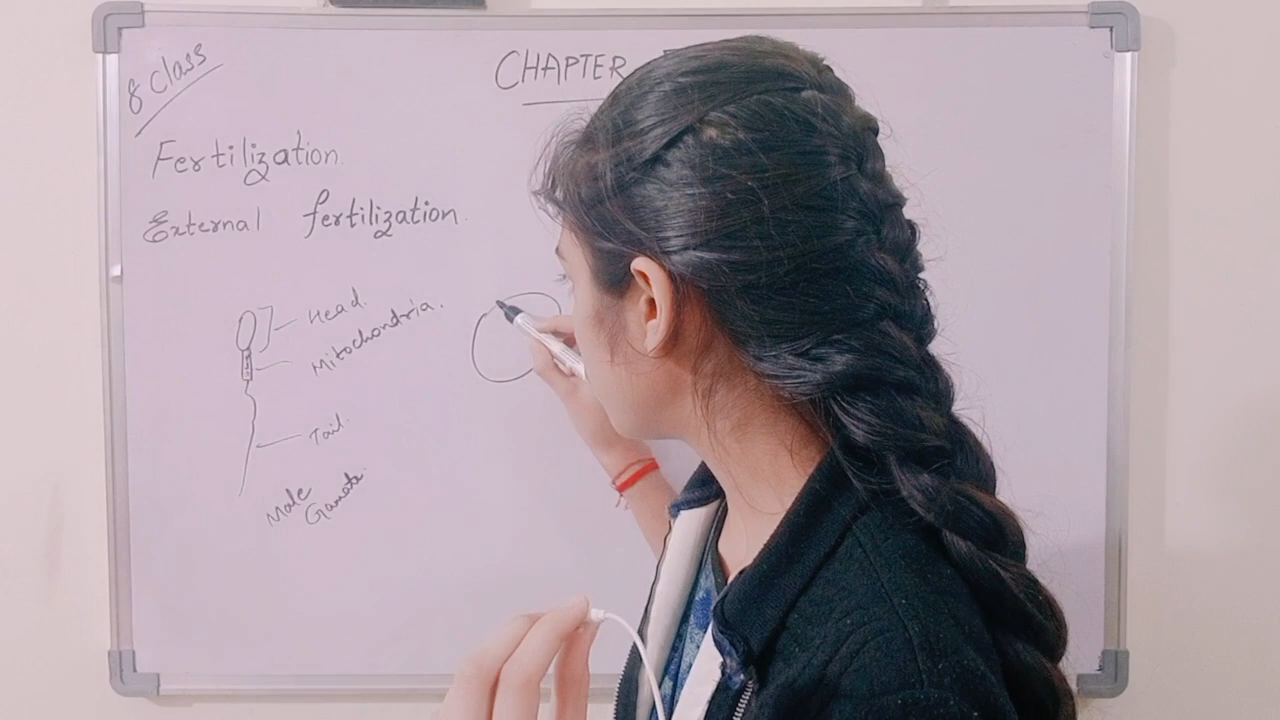 8 Class
CHAPTER
Fertilization
External fertilization.
Head.
Mitochondria.
Tail.
Male
Gamete